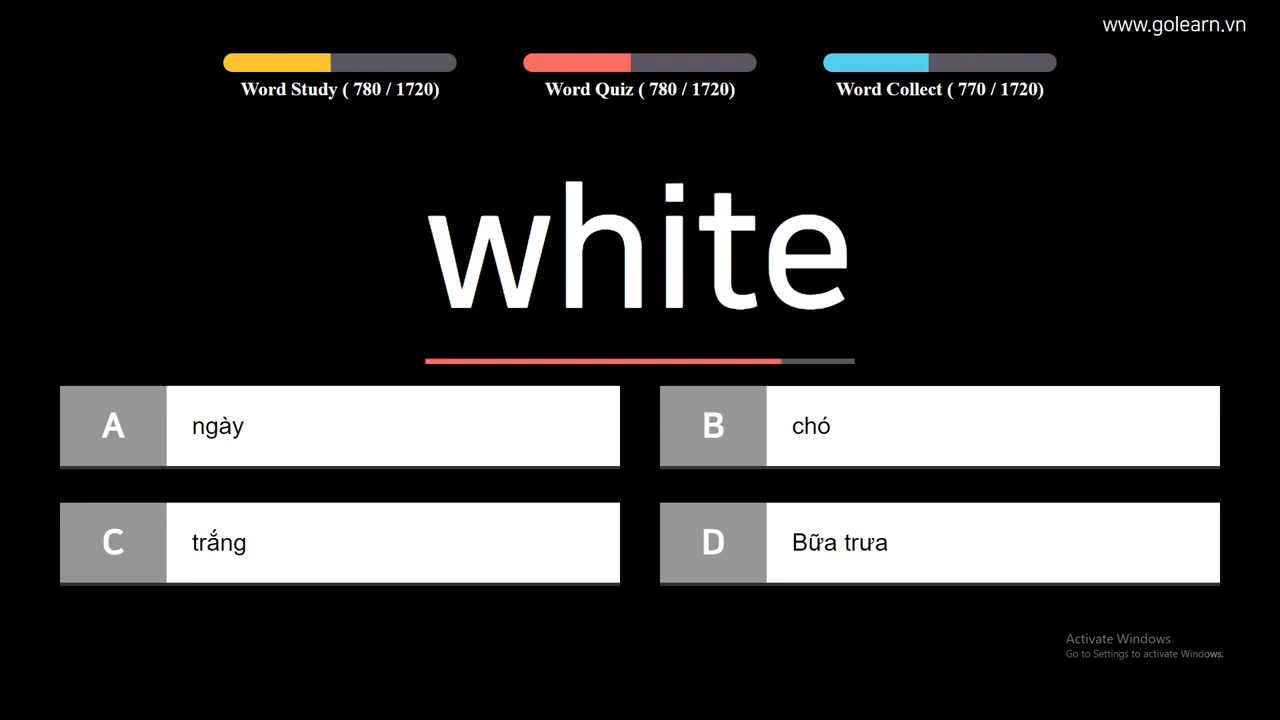 www.golearn.vn
Word Study ( 780 / 1720)
Word Quiz ( 780 / 1720)
Word Collect ( 770 / 1720)
white
A
ngày
B
chó
C
trắng
D
Bữa trưa
Activate Windows
Go to Settings to activate Windows.